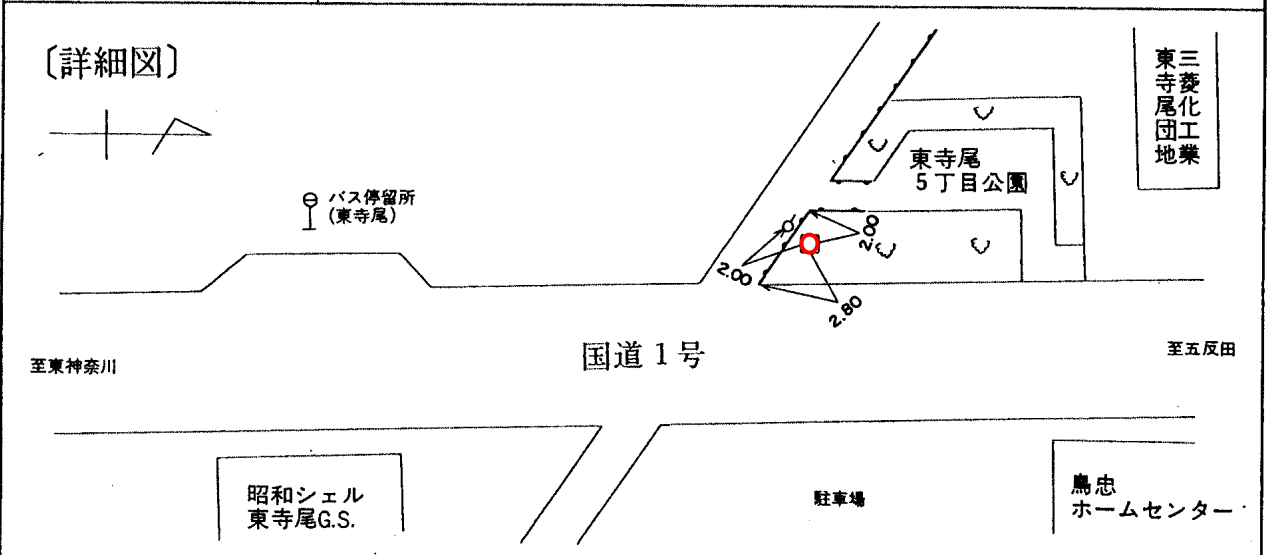 〔詳細図〕
三菱化工業
東寺尾団地
バス停留所
(東寺尾)
東寺尾
5丁目公園
2.00
2.00
2.80
至東神奈川
国道1号
至五反田
昭和シェル
東寺尾G.S.
駐車場
鳥忠
ホームセンター